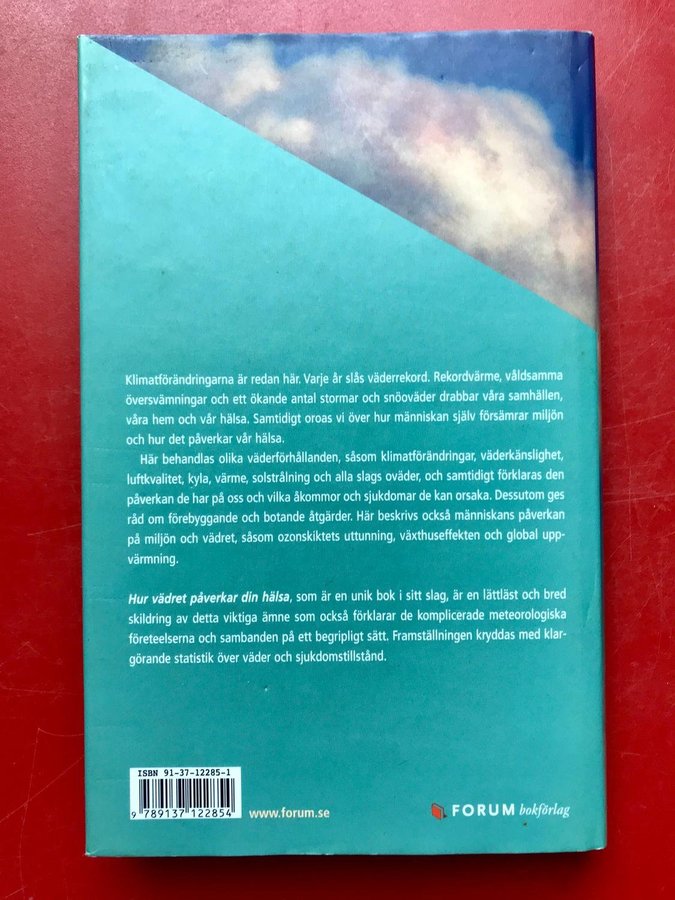 Klimatförändringarna är redan här. Varje år slås väderrekord. Rekordvärme, våldsamma
översvämningar och ett ökande antal stormar och snöoväder drabbar våra samhällen,
våra hem och vår hälsa. Samtidigt oroas vi över hur människan själv försämrar miljön
och hur det påverkar vår hälsa.
Här behandlas olika väderförhållanden, såsom klimatförändringar, väderkänslighet,
luftkvalitet, kyla, värme, solstrålning och alla slags oväder, och samtidigt förklaras den
påverkan de har på oss och vilka åkommor och sjukdomar de kan orsaka. Dessutom ges
råd om förebyggande och botande åtgärder. Här beskrivs också människans påverkan
på miljön och vädret, såsom ozonskiktets uttunning, växthuseffekten och global upp-
värmning.
Hur vädret påverkar din hälsa, som är en unik bok i sitt slag, är en lättläst och bred
skildring av detta viktiga ämne som också förklarar de komplicerade meteorologiska
företeelserna och sambanden på ett begripligt sätt. Framställningen kryddas med klar-
görande statistik över väder och sjukdomstillstånd.
ISBN 91-37-12285-1
9 789137 122854
www.forum.se
FORUM bokförlag